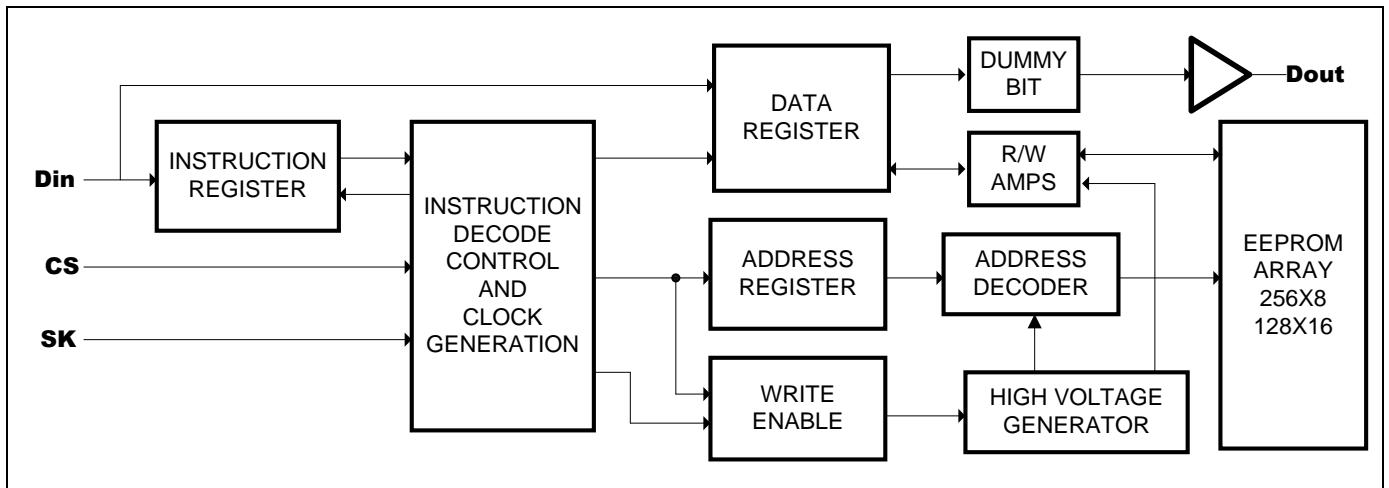 DUMMY
BIT
Dout
DATA
REGISTER
INSTRUCTION
REGISTER
R/W
AMPS
Din
INSTRUCTION
DECODE
CONTROL
AND
CLOCK
GENERATION
EEPROM
ARRAY
256X8
128X16
ADDRESS
REGISTER
ADDRESS
DECODER
CS
SK
WRITE
ENABLE
HIGH VOLTAGE
GENERATOR